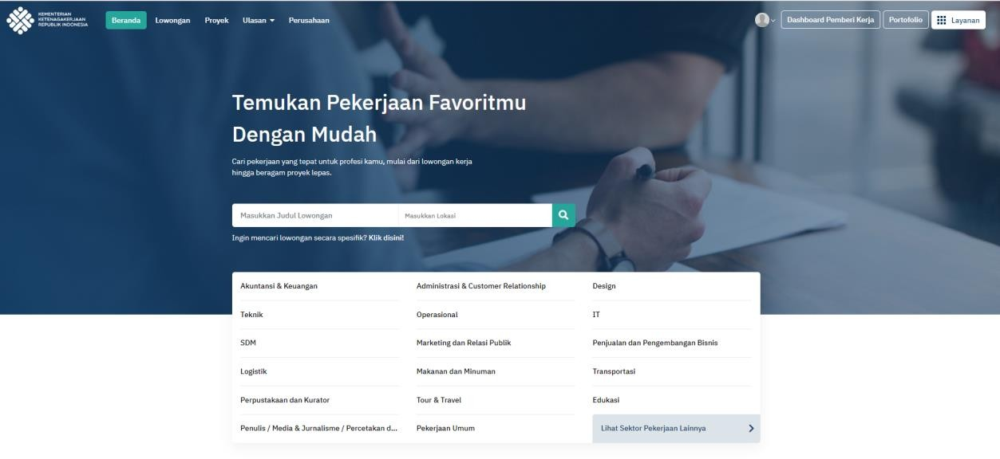 KEMENTERIAN
KETENAGAKERJAAN
REPUBLIK INDONESIA
Beranda Lowongan Proyek Ulasan Perusahaan
Dashboard Pemberi Kerja Portofolio Layanan
Temukan Pekerjaan Favoritmu
Dengan Mudah
Cari pekerjaan yang tepat untuk profesi kamu, mulai dari lowongan kerja
hingga beragam proyek lepas.
Masukkan Judul Lowongan Masukkan Lokasi
Ingin mencari lowongan secara spesifik? Klik disini!
Akuntansi & Keuangan Administrasi & Customer Relationship Design
Teknik Operasional IT
SDM Marketing dan Relasi Publik Penjualan dan Pengembangan Bisnis
Logistik Makanan dan Minuman Transportasi
Perpustakaan dan Kurator Tour & Travel Edukasi
Penulis / Media & Jurnalisme / Percetakan d... Pekerjaan Umum Lihat Sektor Pekerjaan Lainnya